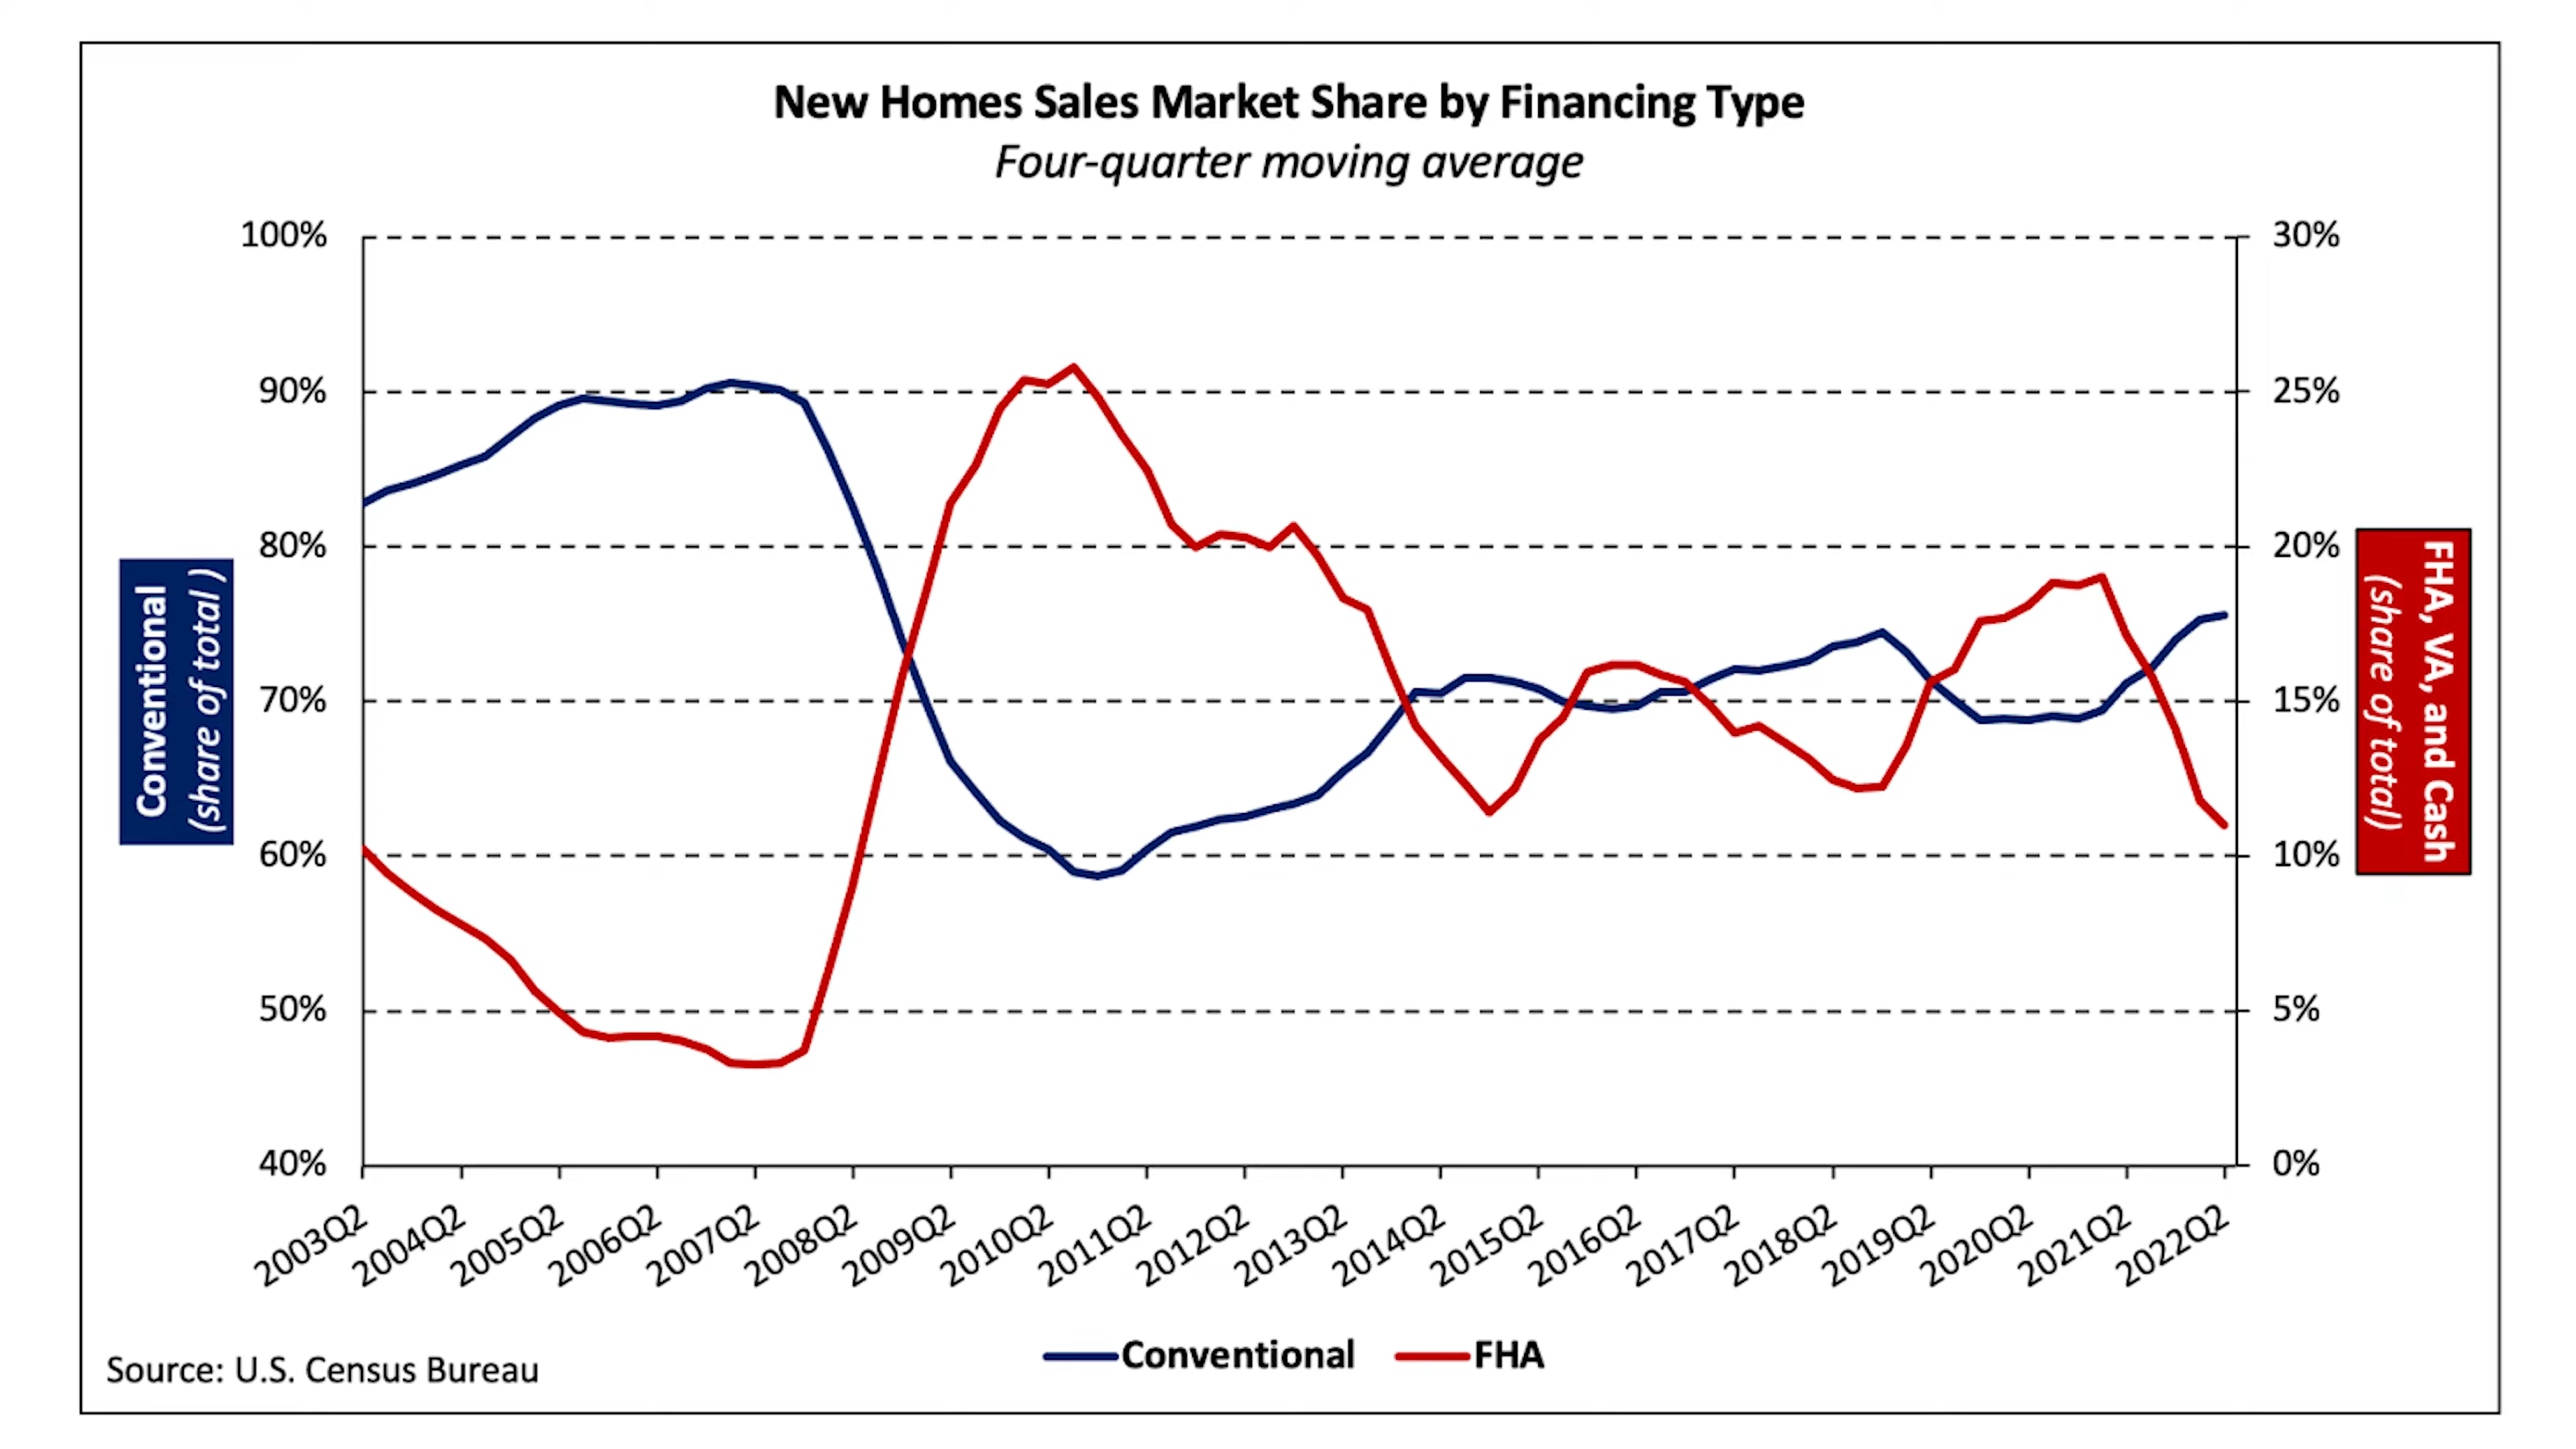 New Homes Sales Market Share by Financing Type
Four-quarter moving average
100%
90%
80%
70%
60%
50%
40%
Conventional
(share of total )
30%
25%
20%
15%
10%
5%
0%
FHA, VA, and Cash
(share of total)
2003Q2
2004Q2
2005Q2
2006Q2
2007Q2
2008Q2
2009Q2
2010Q2
2011Q2
2012Q2
2013Q2
2014Q2
2015Q2
2016Q2
2017Q2
2018Q2
2019Q2
2020Q2
2021Q2
2022Q2
Conventional
FHA
Source: U.S. Census Bureau